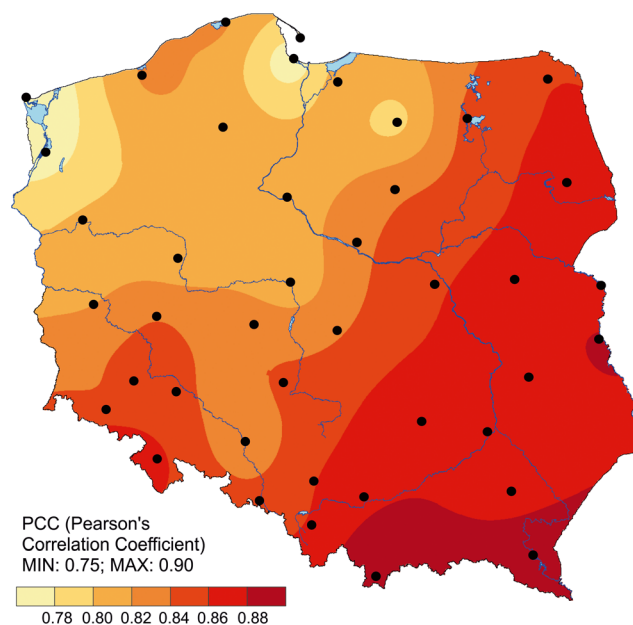 PCC (Pearson's
Correlation Coefficient)
MIN: 0.75; MAX: 0.90
0.78 0.80 0.82 0.84 0.86 0.88